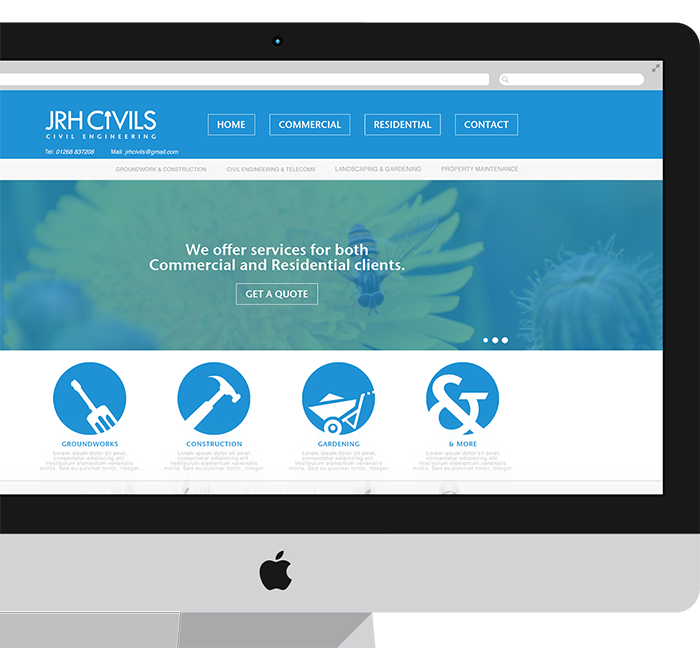 JRH CIVILS
CIVIL ENGINEERING
HOME COMMERCIAL RESIDENTIAL CONTACT
Tel: 01268 837208 Mail: jrhcivils@gmail.com
GROUNDWORK & CONSTRUCTION CIVIL ENGINEERING & TELECOMS LANDSCAPING & GARDENING PROPERTY MAINTENANCE
We offer services for both
Commercial and Residential clients.
GET A QUOTE
&
GROUNDWORKS
Lorem ipsum dolor sit amet,
consectetur adipiscing elit.
Vestibulum elementum venenatis
mollis. Sed eu pulvinar tortor. Integer
CONSTRUCTION
Lorem ipsum dolor sit amet,
consectetur adipiscing elit.
Vestibulum elementum venenatis
mollis. Sed eu pulvinar tortor. Integer
GARDENING
Lorem ipsum dolor sit amet,
consectetur adipiscing elit.
Vestibulum elementum venenatis
mollis. Sed eu pulvinar tortor. Integer
& MORE
Lorem ipsum dolor sit amet,
consectetur adipiscing elit.
Vestibulum elementum venenatis
mollis. Sed eu pulvinar tortor. Integer